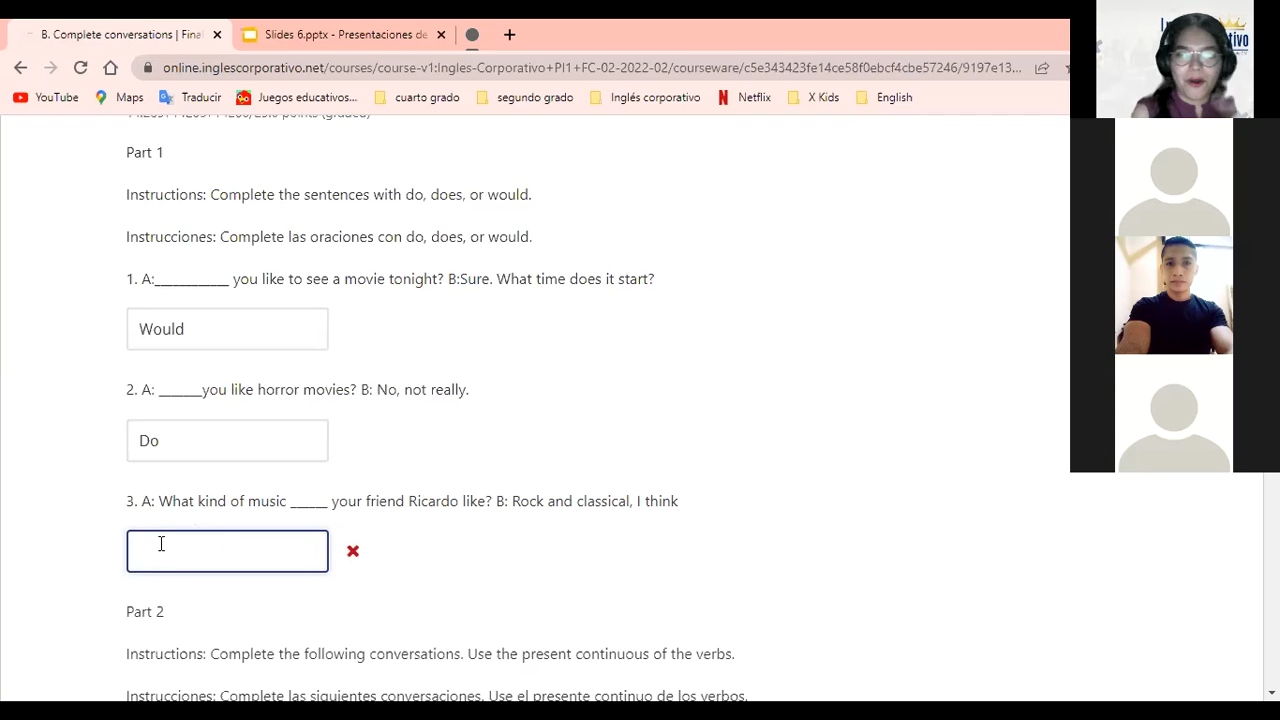 B. Complete conversations | Final
Slides 6.pptx - Presentaciones de
online.inglescorporativo.net/courses/course-v1:Ingles-Corporativo+PI1+FC-02-2022-02/courseware/c5e343423fe14ce58f0ebcf4cbe57246/9197e13...
YouTube Maps Traducir Juegos educativos... cuarto grado segundo grado Inglés corporativo Netflix X Kids English
Part 1
Instructions: Complete the sentences with do, does, or would.
Instrucciones: Complete las oraciones con do, does, or would.
1. A:____________ you like to see a movie tonight? B:Sure. What time does it start?
Would
2. A: _______you like horror movies? B: No, not really.
Do
3. A: What kind of music ______ your friend Ricardo like? B: Rock and classical, I think
Part 2
Instructions: Complete the following conversations. Use the present continuous of the verbs.
Instrucciones: Complete las siguientes conversaciones. Use el presente continuo de los verbos.